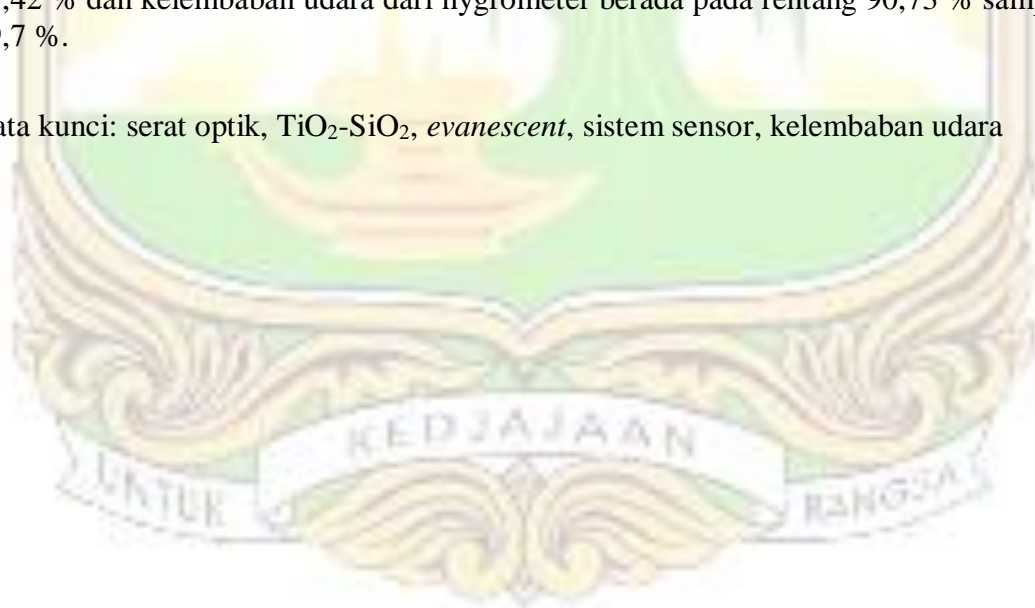 ,42 % dan kelembaban udara dari hygrometer berada pada rentang 90,73 % sam
,7 %.
ata kunci: serat optik, TiO₂-SiO₂, evanescent, sistem sensor, kelembaban udara
KEDJAJAAN
UNTUK
BANGSA